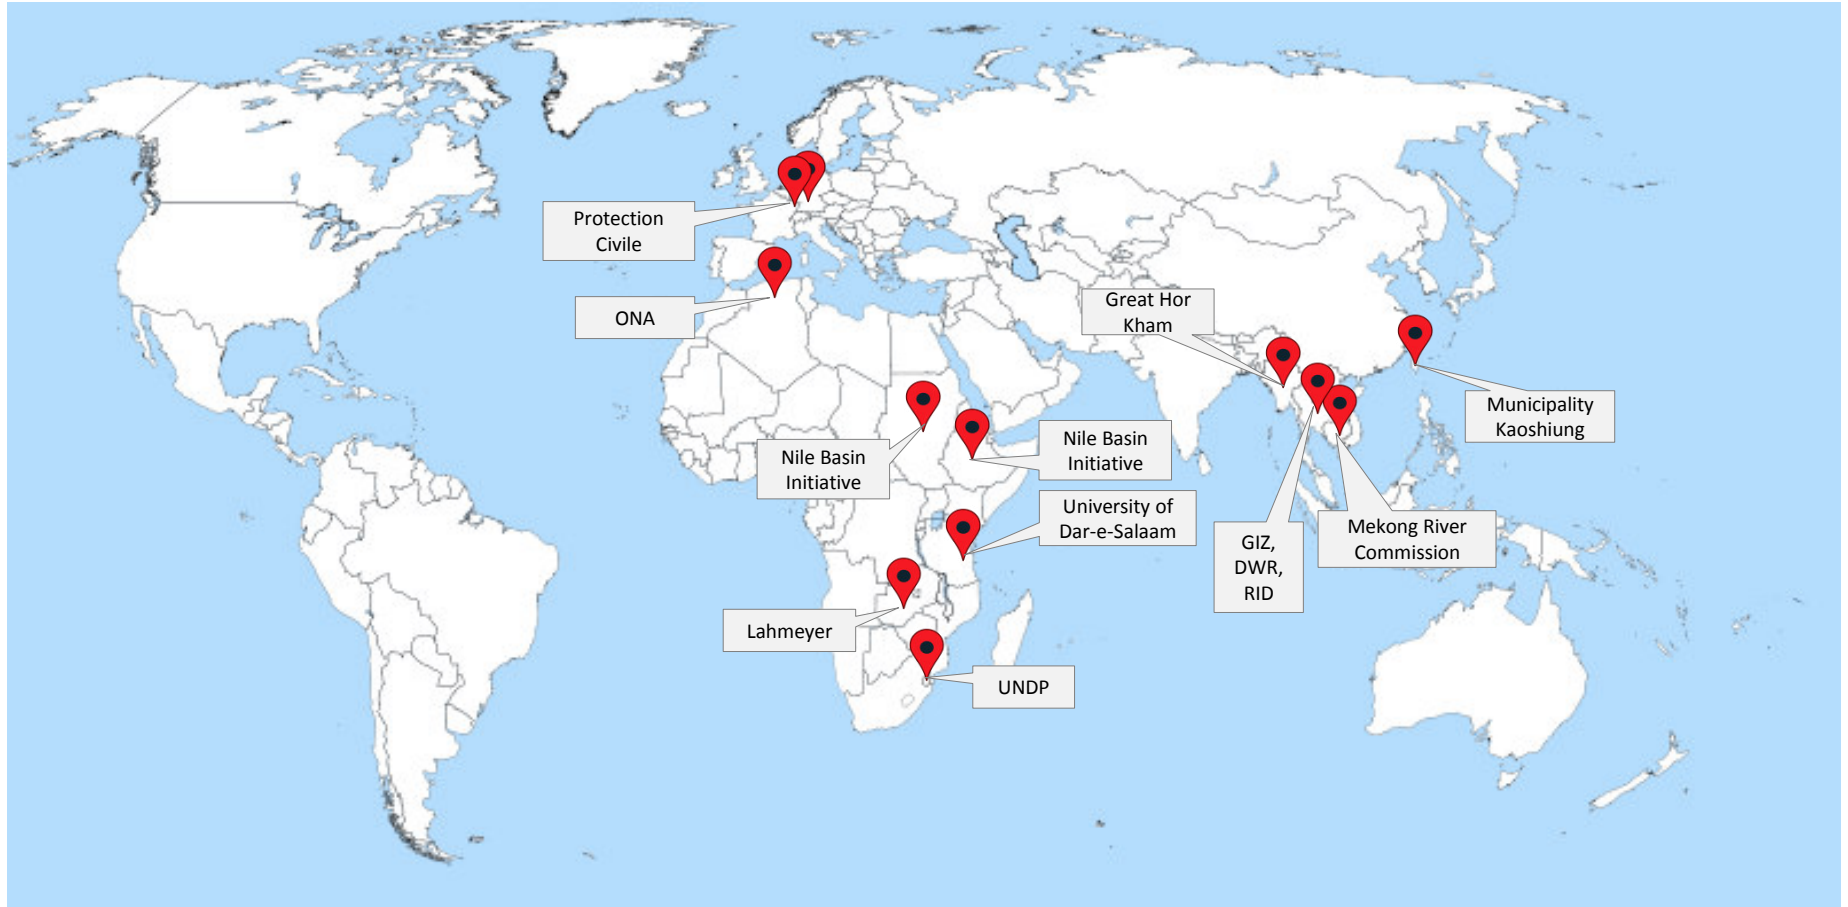 Protection
Civile
ONA
Great Hor
Kham
Municipality
Kaoshiung
Nile Basin
Initiative
Nile Basin
Initiative
University of
Dar-e-Salaam
GIZ,
DWR,
RID
Mekong River
Commission
Lahmeyer
UNDP